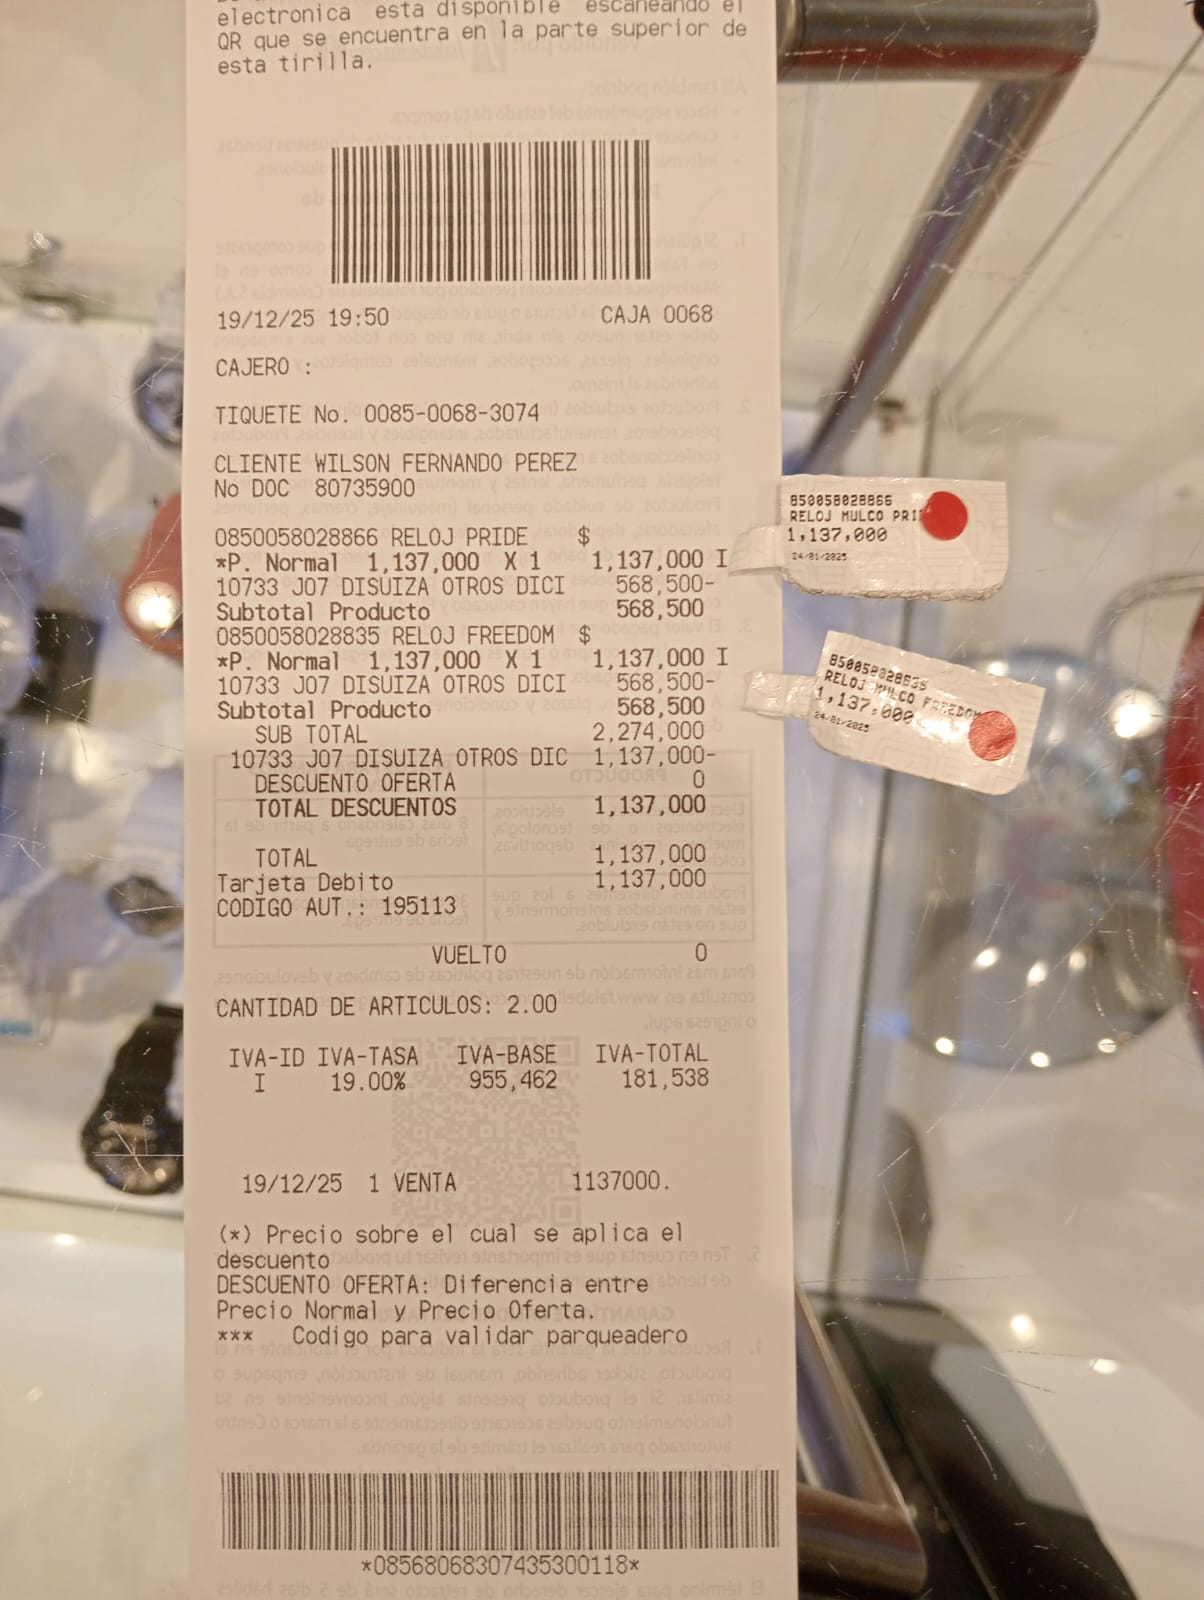 electronica esta disponible escaneando el
QR que se encuentra en la parte superior de
esta tirilla.
19/12/25 19:50 CAJA 0068
CAJERO :
TIQUETE No. 0085-0068-3074
CLIENTE WILSON FERNANDO PEREZ
No DOC 80735900
0850058028866 RELOJ PRIDE $
*P. Normal 1,137,000 X 1 1,137,000 I
10733 J07 DISUIZA OTROS DICI 568,500-
Subtotal Producto 568,500
0850058028835 RELOJ FREEDOM $
*P. Normal 1,137,000 X 1 1,137,000 I
10733 J07 DISUIZA OTROS DICI 568,500-
Subtotal Producto 568,500
SUB TOTAL 2,274,000
10733 J07 DISUIZA OTROS DIC 1,137,000-
DESCUENTO OFERTA 0
TOTAL DESCUENTOS 1,137,000
TOTAL 1,137,000
Tarjeta Debito 1,137,000
CODIGO AUT.: 195113
VUELTO 0
CANTIDAD DE ARTICULOS: 2.00
IVA-ID IVA-TASA IVA-BASE IVA-TOTAL
I 19.00% 955,462 181,538
19/12/25 1 VENTA 1137000.
(*) Precio sobre el cual se aplica el
descuento
DESCUENTO OFERTA: Diferencia entre
Precio Normal y Precio Oferta.
*** Codigo para validar parqueadero
*08568068307435300118*
850058028866
RELOJ MULCO PRI
1,137,000
24/01/2025
850058028835
RELOJ MULCO FREEDOM
1,137,000
24/01/2025